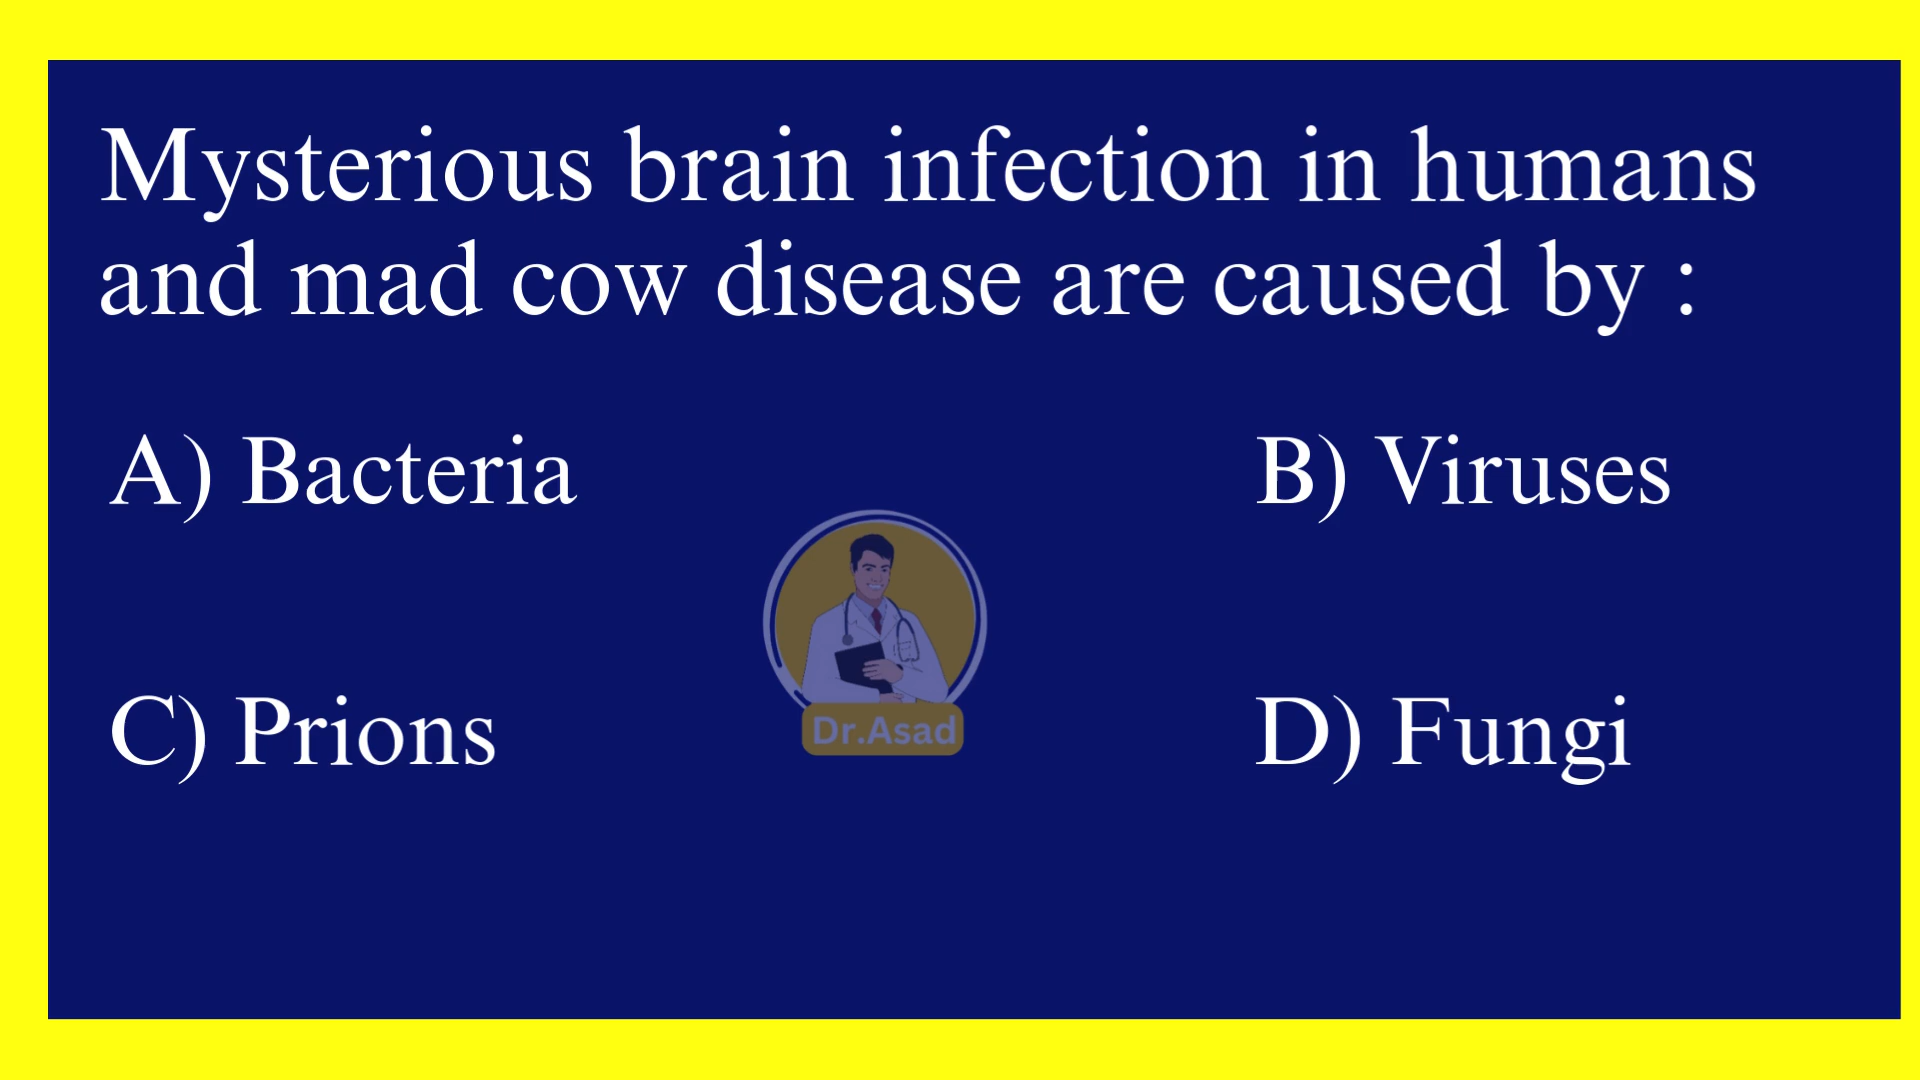 Mysterious brain infection in humans
and mad cow disease are caused by :
A) Bacteria
B) Viruses
C) Prions
D) Fungi
Dr.Asad